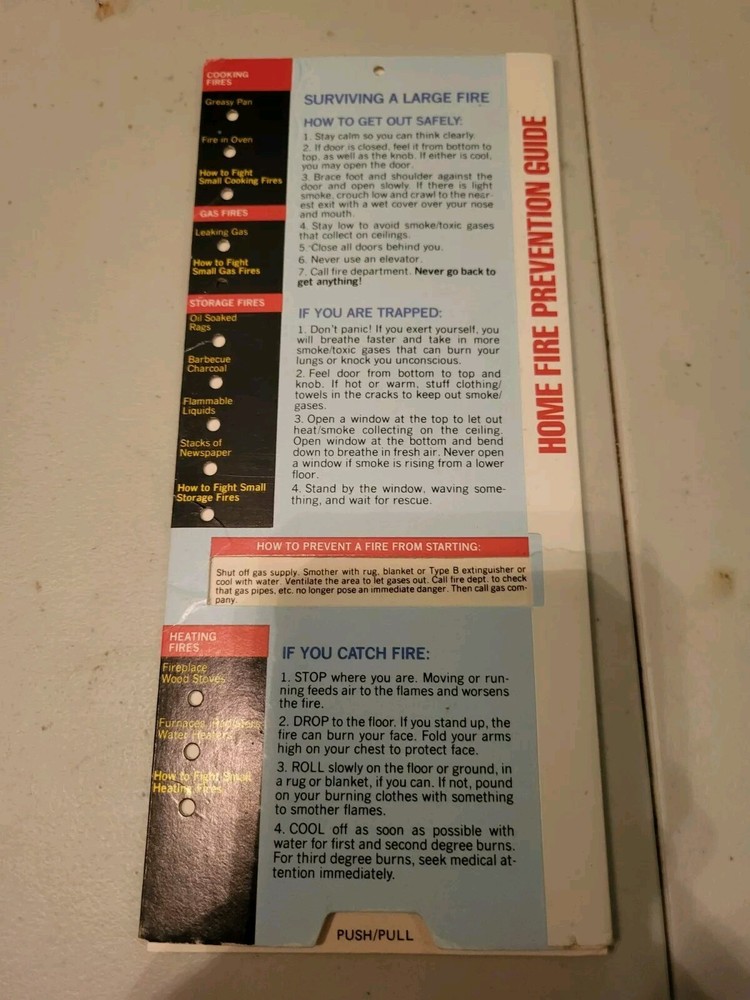 COOKING
FIRES
Greasy Pan
Fire in Oven
How to Fight
Small Cooking Fires
GAS FIRES
Leaking Gas
How to Fight
Small Gas Fires
STORAGE FIRES
Oil Soaked
Rags
Barbecue
Charcoal
Flammable
Liquids
Stacks of
Newspaper
How to Fight Small
Storage Fires
SURVIVING A LARGE FIRE
HOW TO GET OUT SAFELY:
1. Stay calm so you can think clearly.
2. If door is closed, feel it from bottom to
top, as well as the knob. If either is cool,
you may open the door.
3. Brace foot and shoulder against the
door and open slowly. If there is light
smoke, crouch low and crawl to the near-
est exit with a wet cover over your nose
and mouth.
4. Stay low to avoid smoke/toxic gases
that collect on ceilings.
5. Close all doors behind you.
6. Never use an elevator.
7. Call fire department. Never go back to
get anything!
IF YOU ARE TRAPPED:
1. Don't panic! If you exert yourself, you
will breathe faster and take in more
smoke/toxic gases that can burn your
lungs or knock you unconscious.
2. Feel door from bottom to top and
knob. If hot or warm, stuff clothing/
towels in the cracks to keep out smoke/
gases.
3. Open a window at the top to let out
heat/smoke collecting on the ceiling.
Open window at the bottom and bend
down to breathe in fresh air. Never open
a window if smoke is rising from a lower
floor.
4. Stand by the window, waving some-
thing, and wait for rescue.
HOME FIRE PREVENTION GUIDE
HOW TO PREVENT A FIRE FROM STARTING:
Shut off gas supply. Smother with rug, blanket or Type B extinguisher or
cool with water. Ventilate the area to let gases out. Call fire dept. to check
that gas pipes, etc. no longer pose an immediate danger. Then call gas com-
pany.
HEATING
FIRES
Fireplace
Wood Stoves
Furnaces, Radiators
Water Heaters
How to Fight Small
Heating Fires
IF YOU CATCH FIRE:
1. STOP where you are. Moving or run-
ning feeds air to the flames and worsens
the fire.
2. DROP to the floor. If you stand up, the
fire can burn your face. Fold your arms
high on your chest to protect face.
3. ROLL slowly on the floor or ground, in
a rug or blanket, if you can. If not, pound
on your burning clothes with something
to smother flames.
4. COOL off as soon as possible with
water for first and second degree burns.
For third degree burns, seek medical at-
tention immediately.
PUSH/PULL